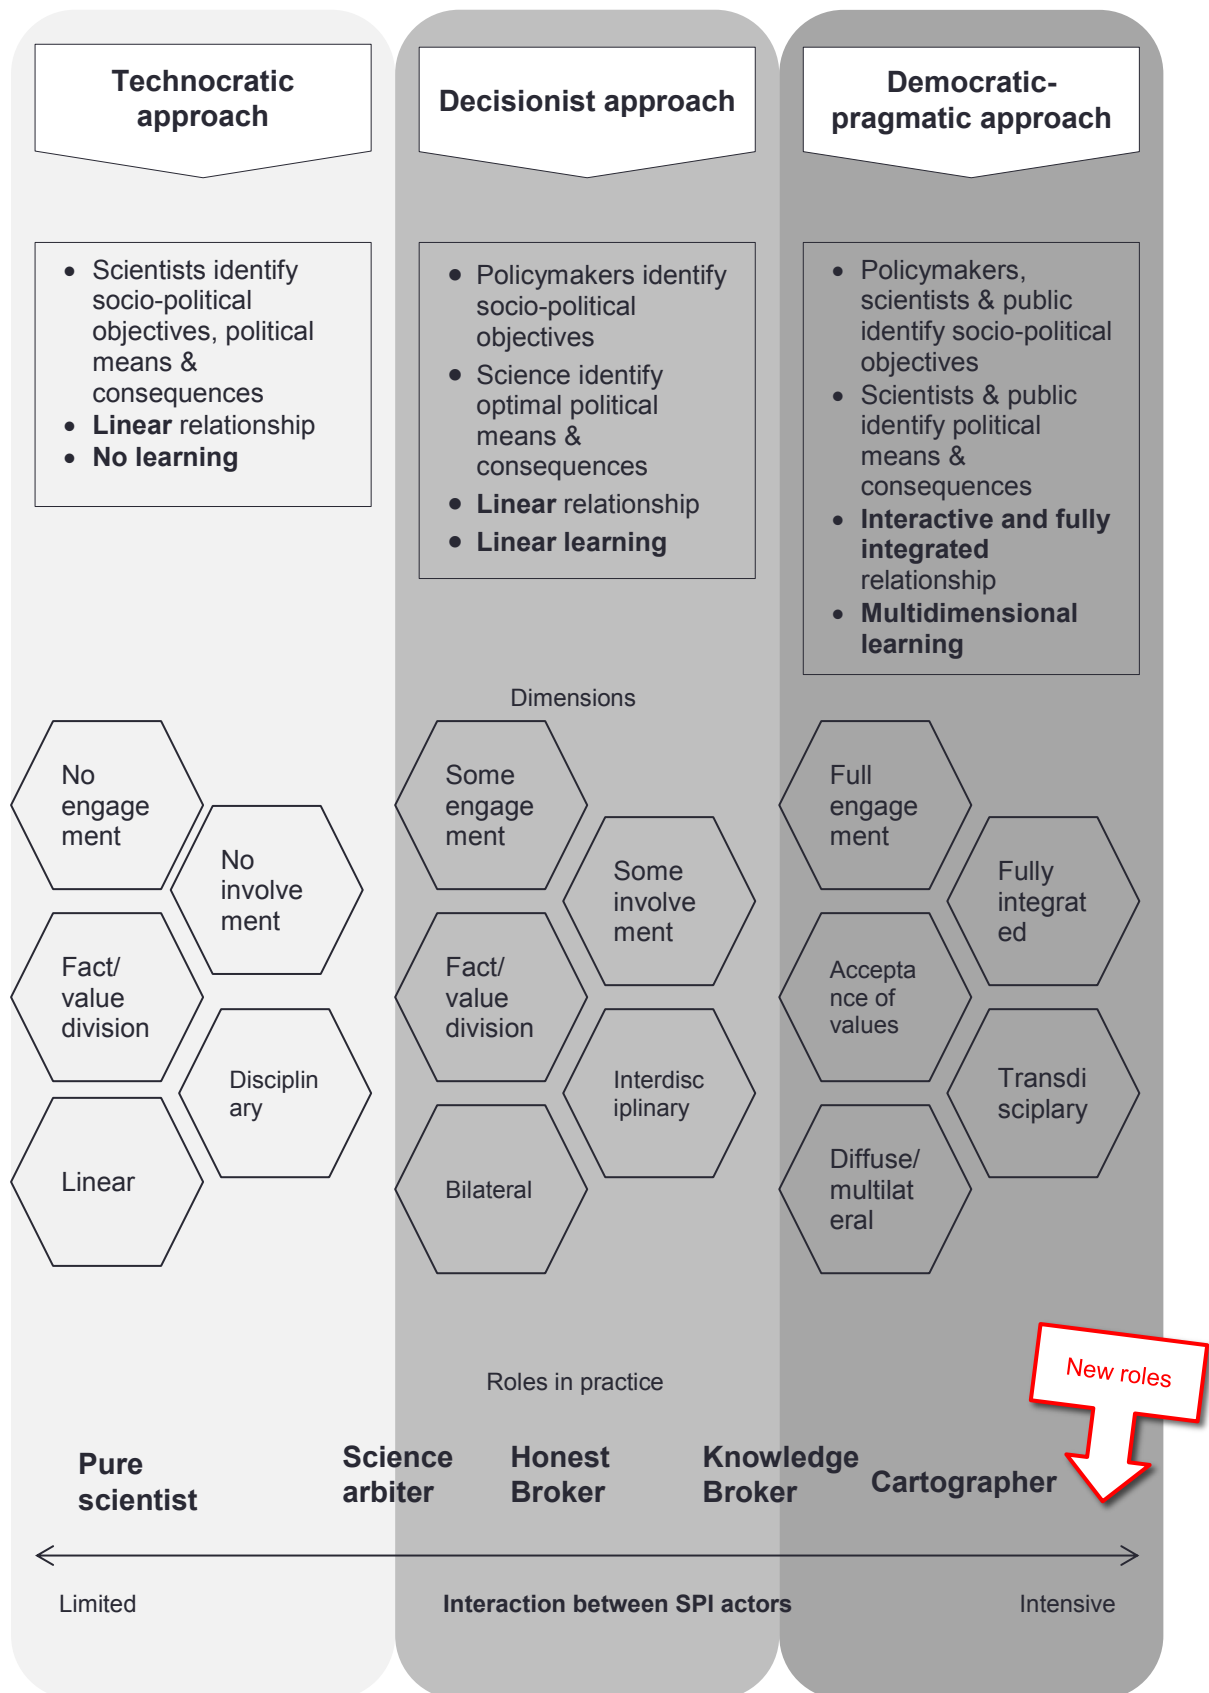 Technocratic
approach
Decisionist approach
Democratic-
pragmatic approach
• Scientists identify
socio-political
objectives, political
means &
consequences
• Linear relationship
• No learning
• Policymakers identify
socio-political
objectives
• Science identify
optimal political
means &
consequences
• Linear relationship
• Linear learning
• Policymakers,
scientists & public
identify socio-political
objectives
• Scientists & public
identify political
means &
consequences
• Interactive and fully
integrated
relationship
• Multidimensional
learning
Dimensions
No
engage
ment
No
involve
ment
Fact/
value
division
Disciplin
ary
Linear
Some
engage
ment
Some
involve
ment
Fact/
value
division
Interdisc
iplinary
Bilateral
Full
engage
ment
Fully
integrat
ed
Accepta
nce of
values
Transdi
sciplary
Diffuse/
multilat
eral
Roles in practice
New roles
Pure
scientist
Science
arbiter
Honest
Broker
Knowledge
Broker
Cartographer
Limited
Interaction between SPI actors
Intensive